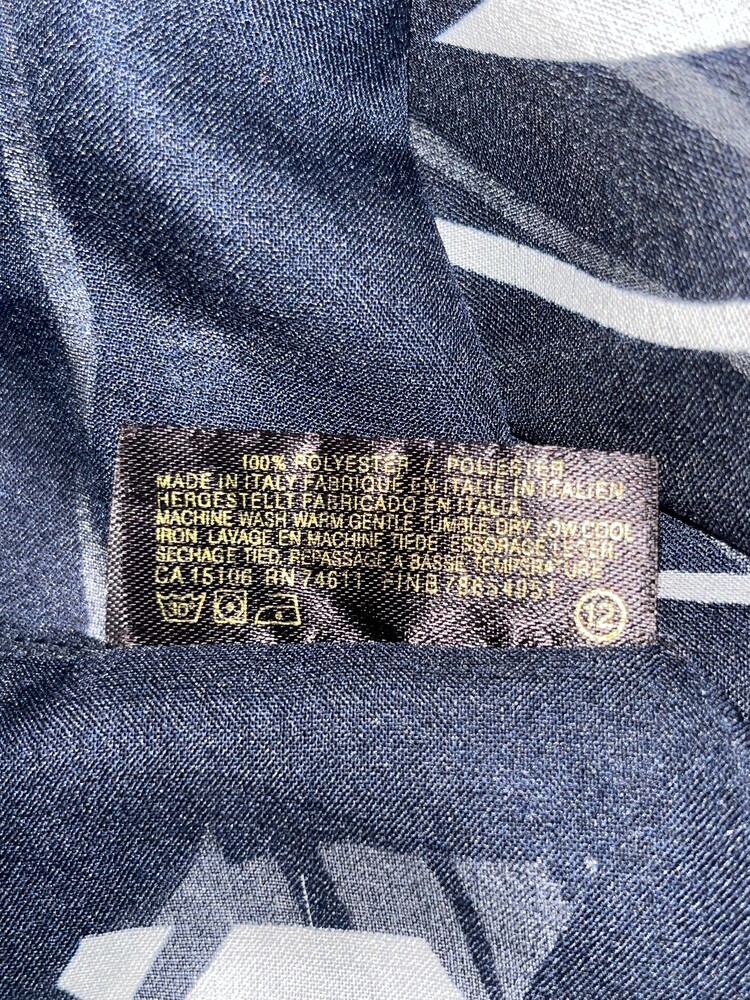 100% POLYESTER / POLIESTER
MADE IN ITALY FABRIQUE EN ITALIE IN ITALIEN
HERGESTELLT FABRICADO EN ITALIA
MACHINE WASH WARM GENTLE TUMBLE DRY LOW COOL
IRON. LAVAGE EN MACHINE TIEDE. ESSORAGE LEGER.
SECHAGE TIED. REPASSAGE A BASSE TEMPIRATURE
CA 15106 RN 74611
30°
12